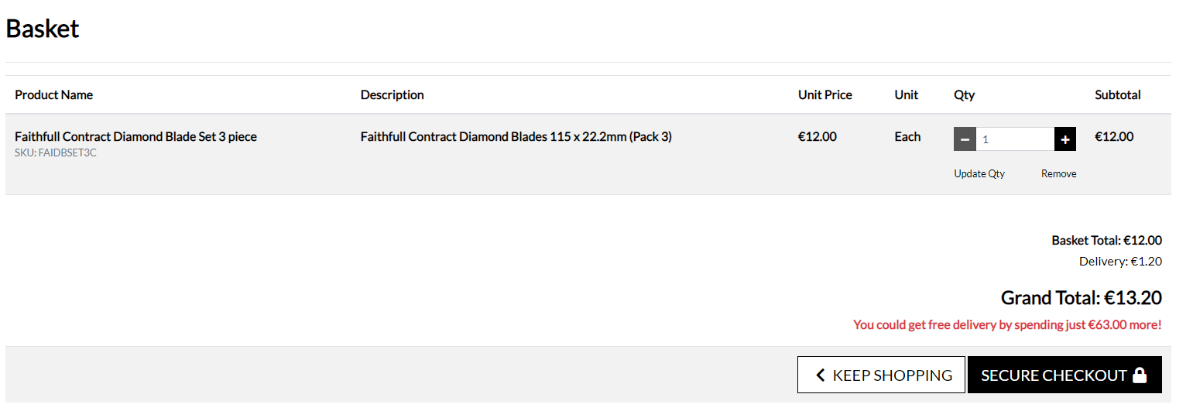 Basket
Product Name Description Unit Price Unit Qty Subtotal
Faithfull Contract Diamond Blade Set 3 piece Faithfull Contract Diamond Blades 115 x 22.2mm (Pack 3) €12.00 Each − 1 + €12.00
SKU: FAIDBSET3C
Update Qty Remove
Basket Total: €12.00
Delivery: €1.20
Grand Total: €13.20
You could get free delivery by spending just €63.00 more!
KEEP SHOPPING SECURE CHECKOUT